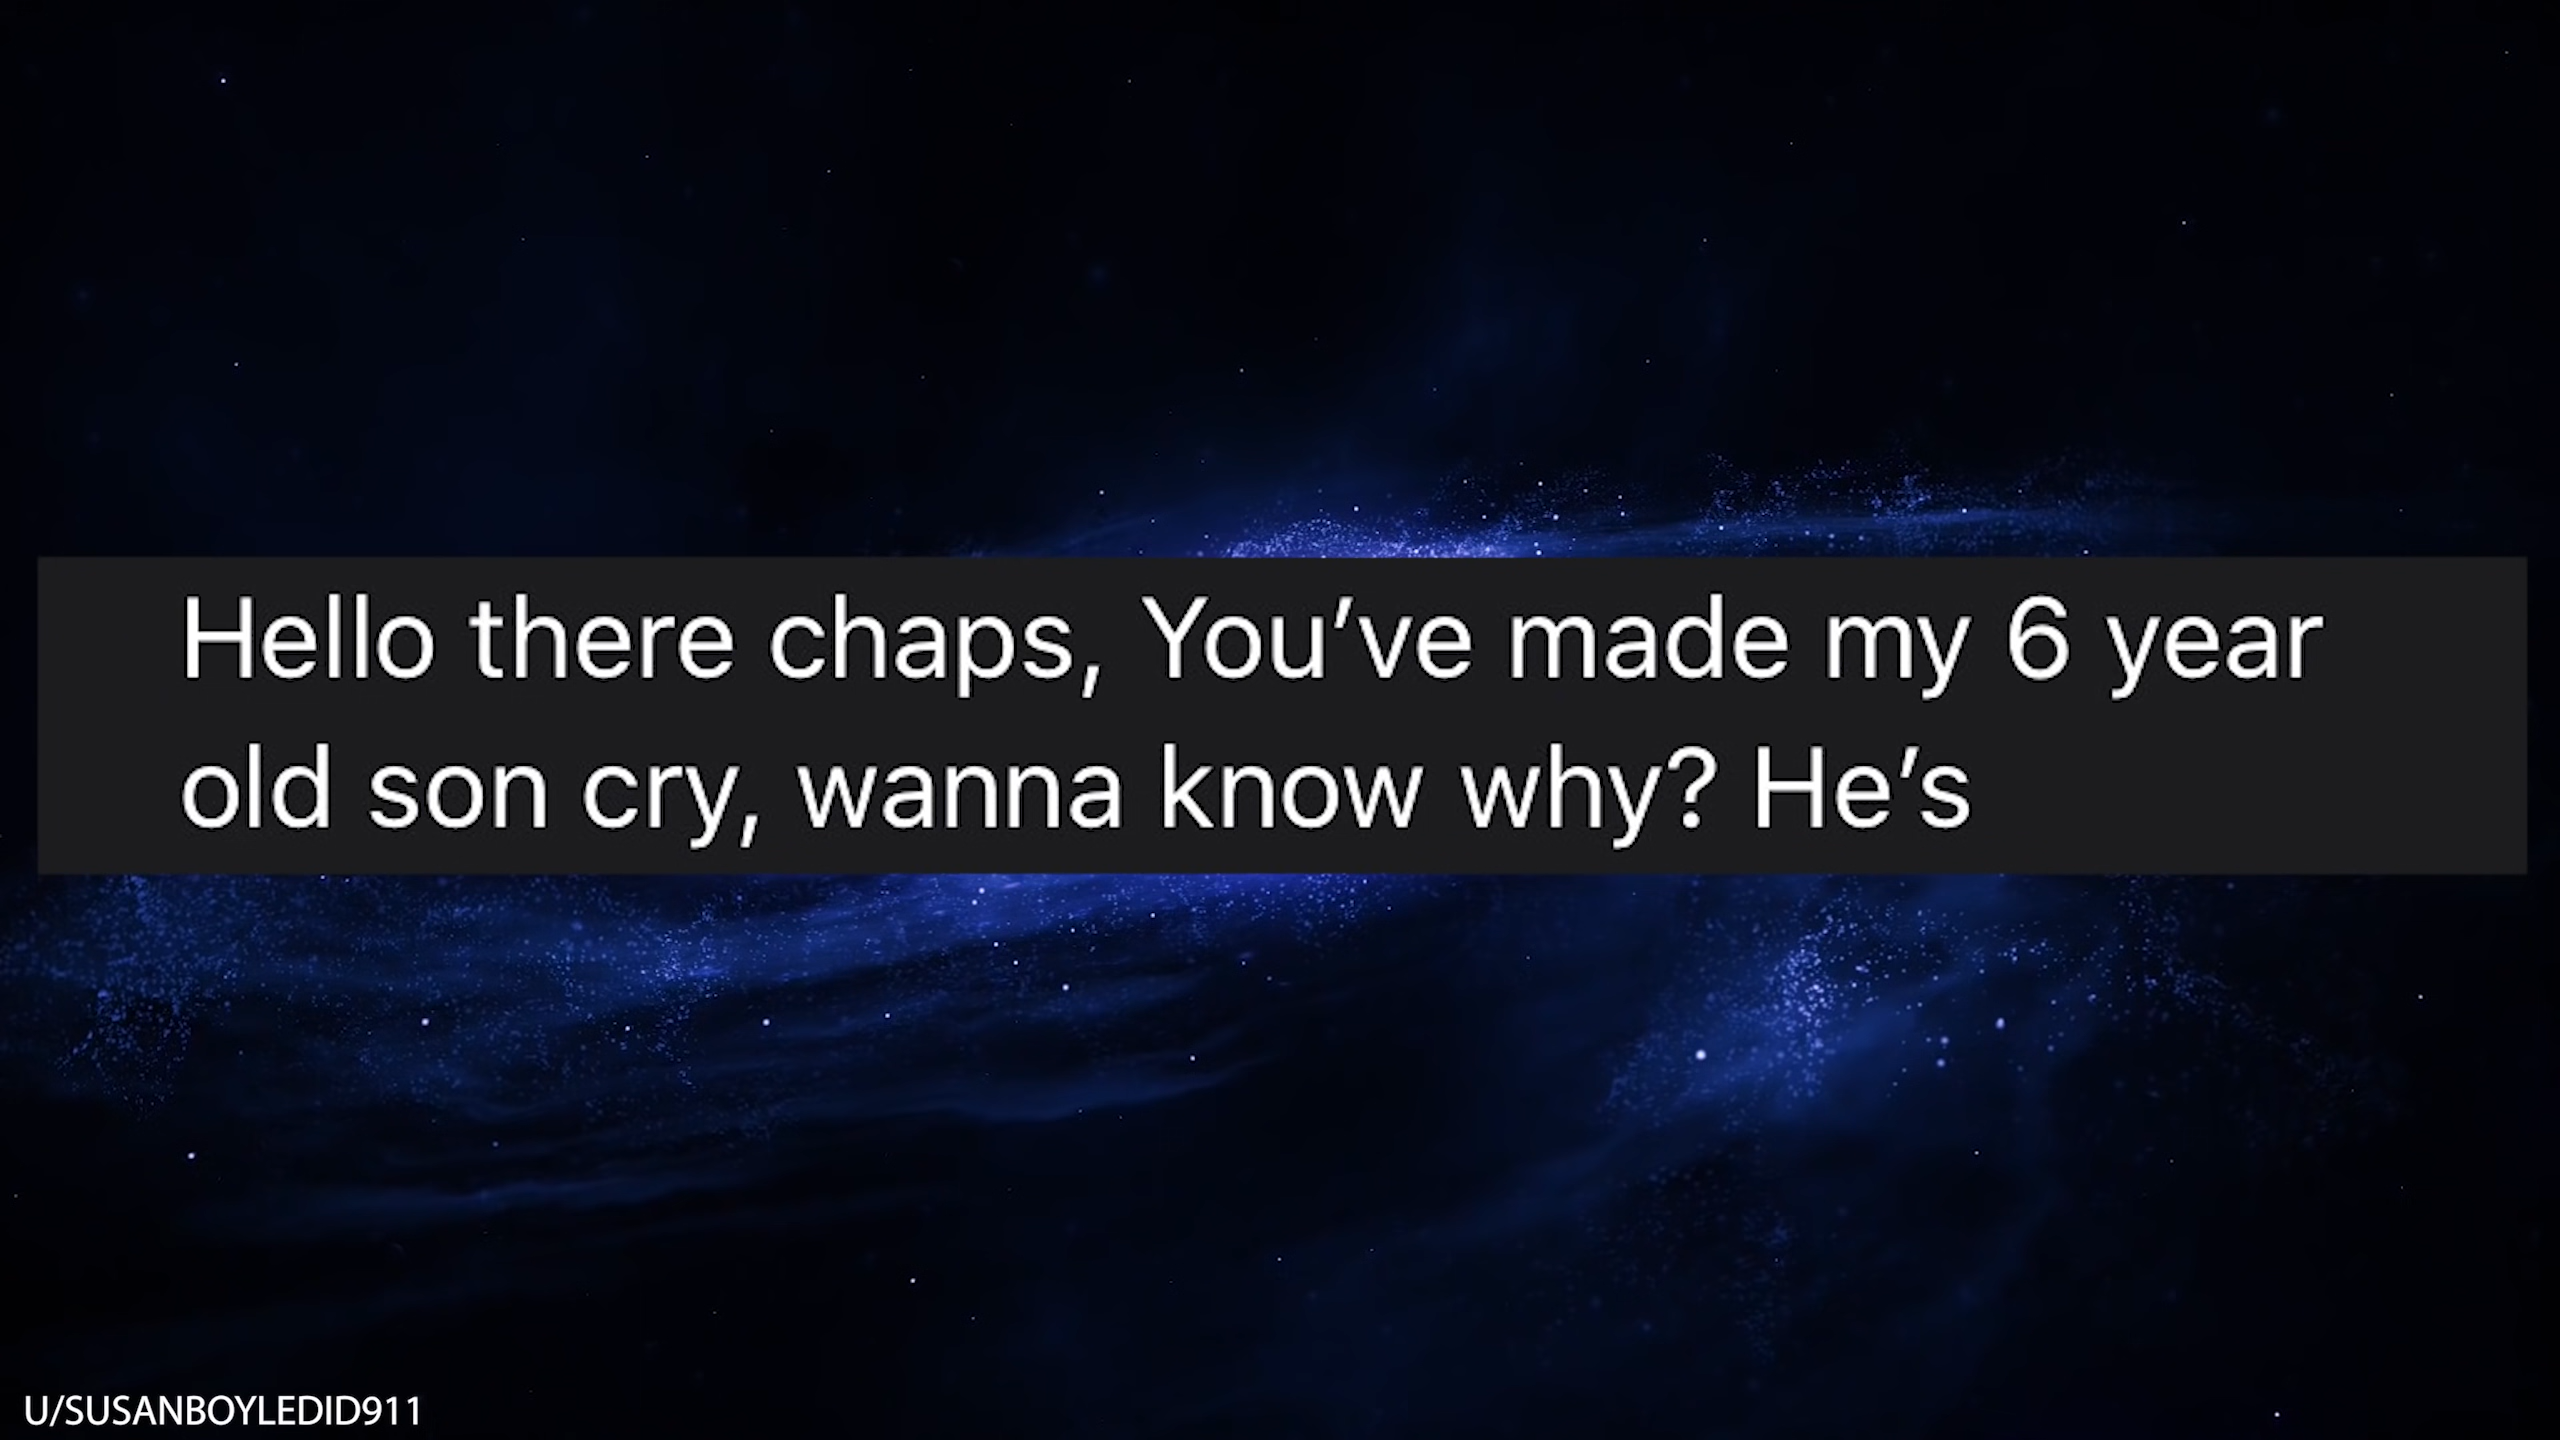 Hello there chaps, You’ve made my 6 year
old son cry, wanna know why? He’s
U/SUSANBOYLEDID911